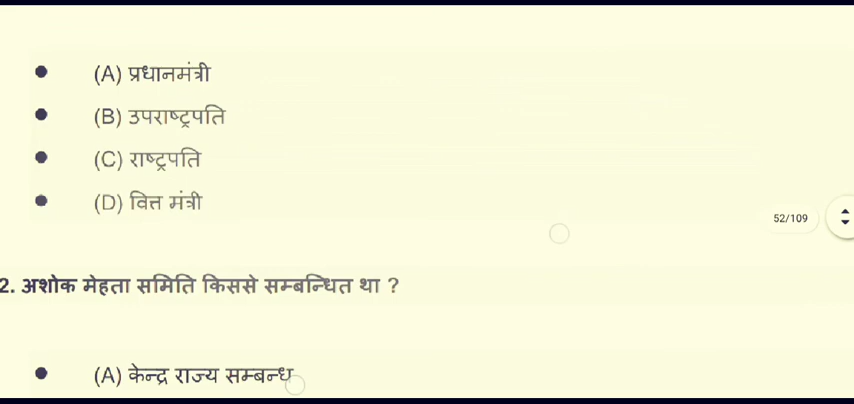 (A) प्रधानमंत्री
(B) उपराष्ट्रपति
(C) राष्ट्रपति
(D) वित्त मंत्री
52/109
2. अशोक मेहता समिति किससे सम्बन्धित था ?
(A) केन्द्र राज्य सम्बन्ध